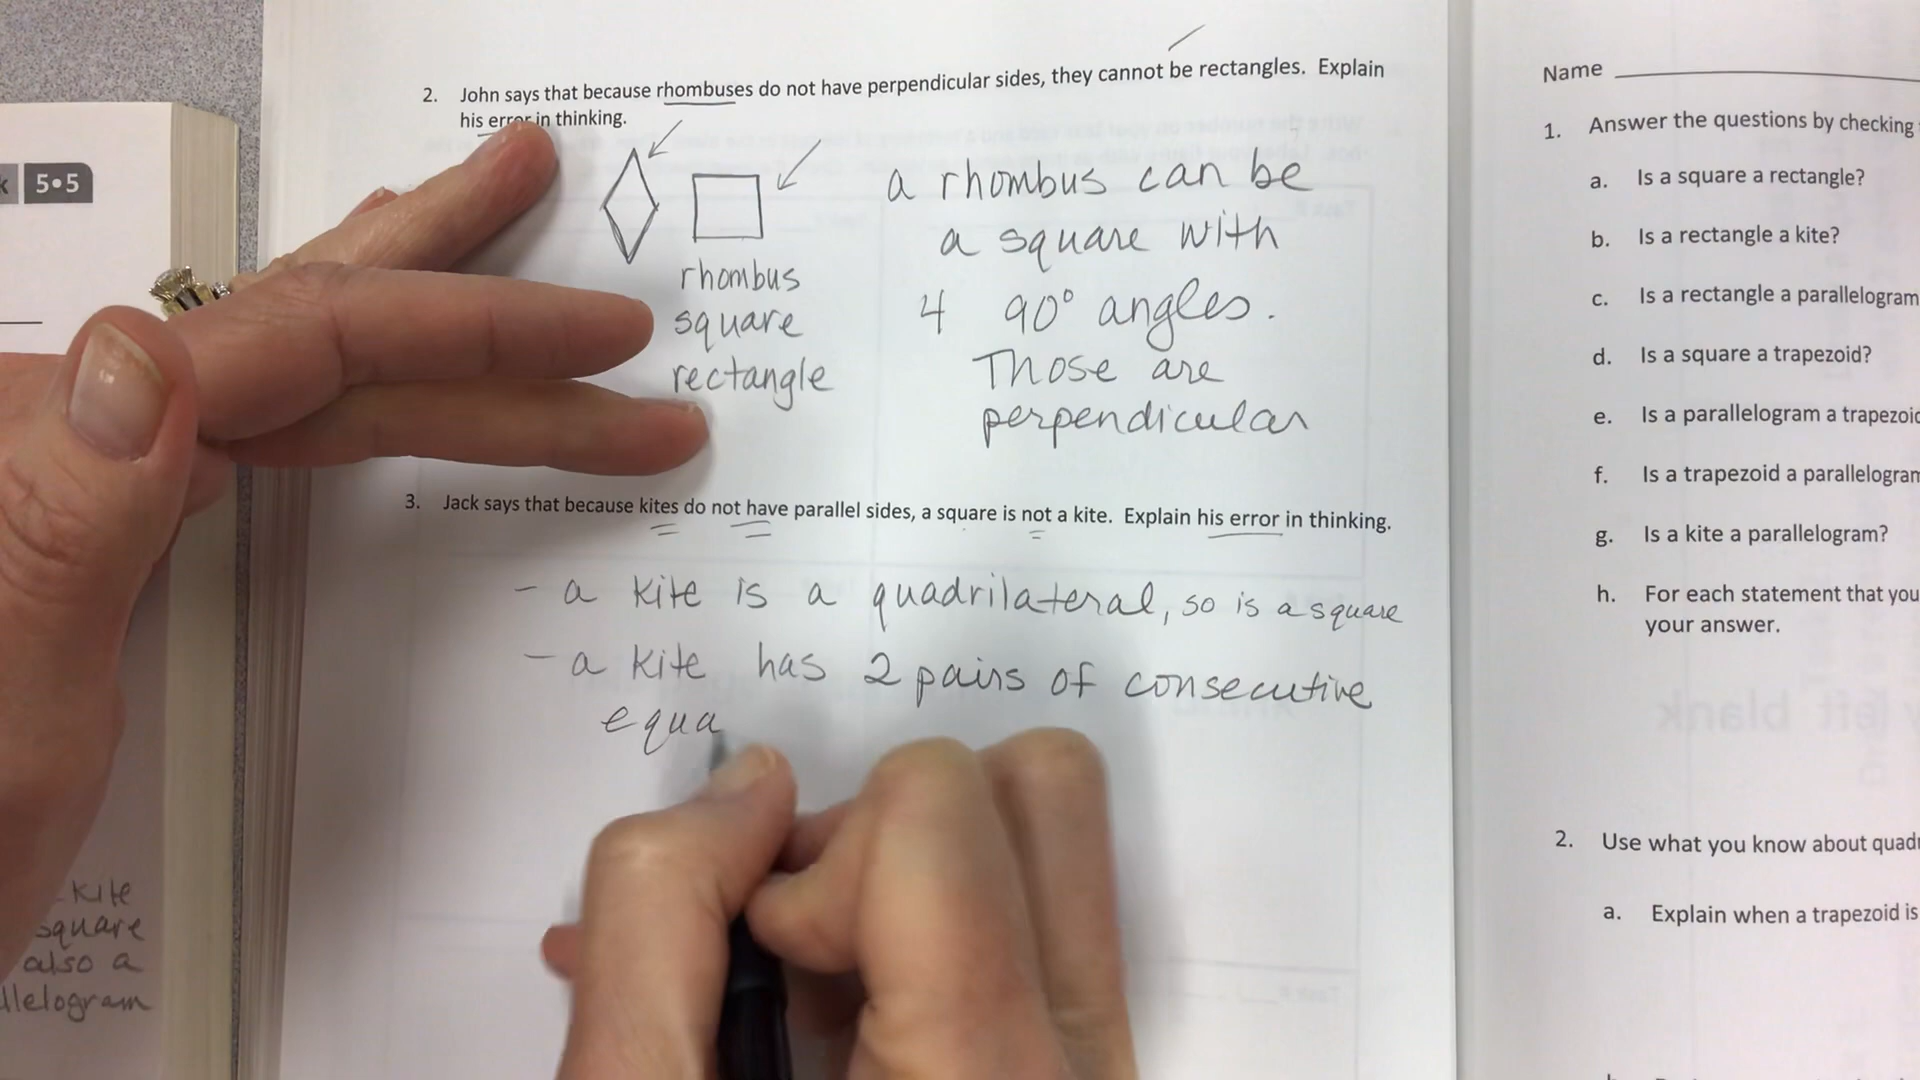 5•5
2. John says that because rhombuses do not have perpendicular sides, they cannot be rectangles. Explain
his error in thinking.
rhombus
square
rectangle
a rhombus can be
a square with
4 90° angles.
Those are
perpendicular
3. Jack says that because kites do not have parallel sides, a square is not a kite. Explain his error in thinking.
- a kite is a quadrilateral, so is a square
- a kite has 2 pairs of consecutive
equa
kite
square
also a
llelogram
Name
1. Answer the questions by checking
a. Is a square a rectangle?
b. Is a rectangle a kite?
c. Is a rectangle a parallelogram
d. Is a square a trapezoid?
e. Is a parallelogram a trapezoid
f. Is a trapezoid a parallelogram
g. Is a kite a parallelogram?
h. For each statement that you
your answer.
2. Use what you know about quadr
a. Explain when a trapezoid is